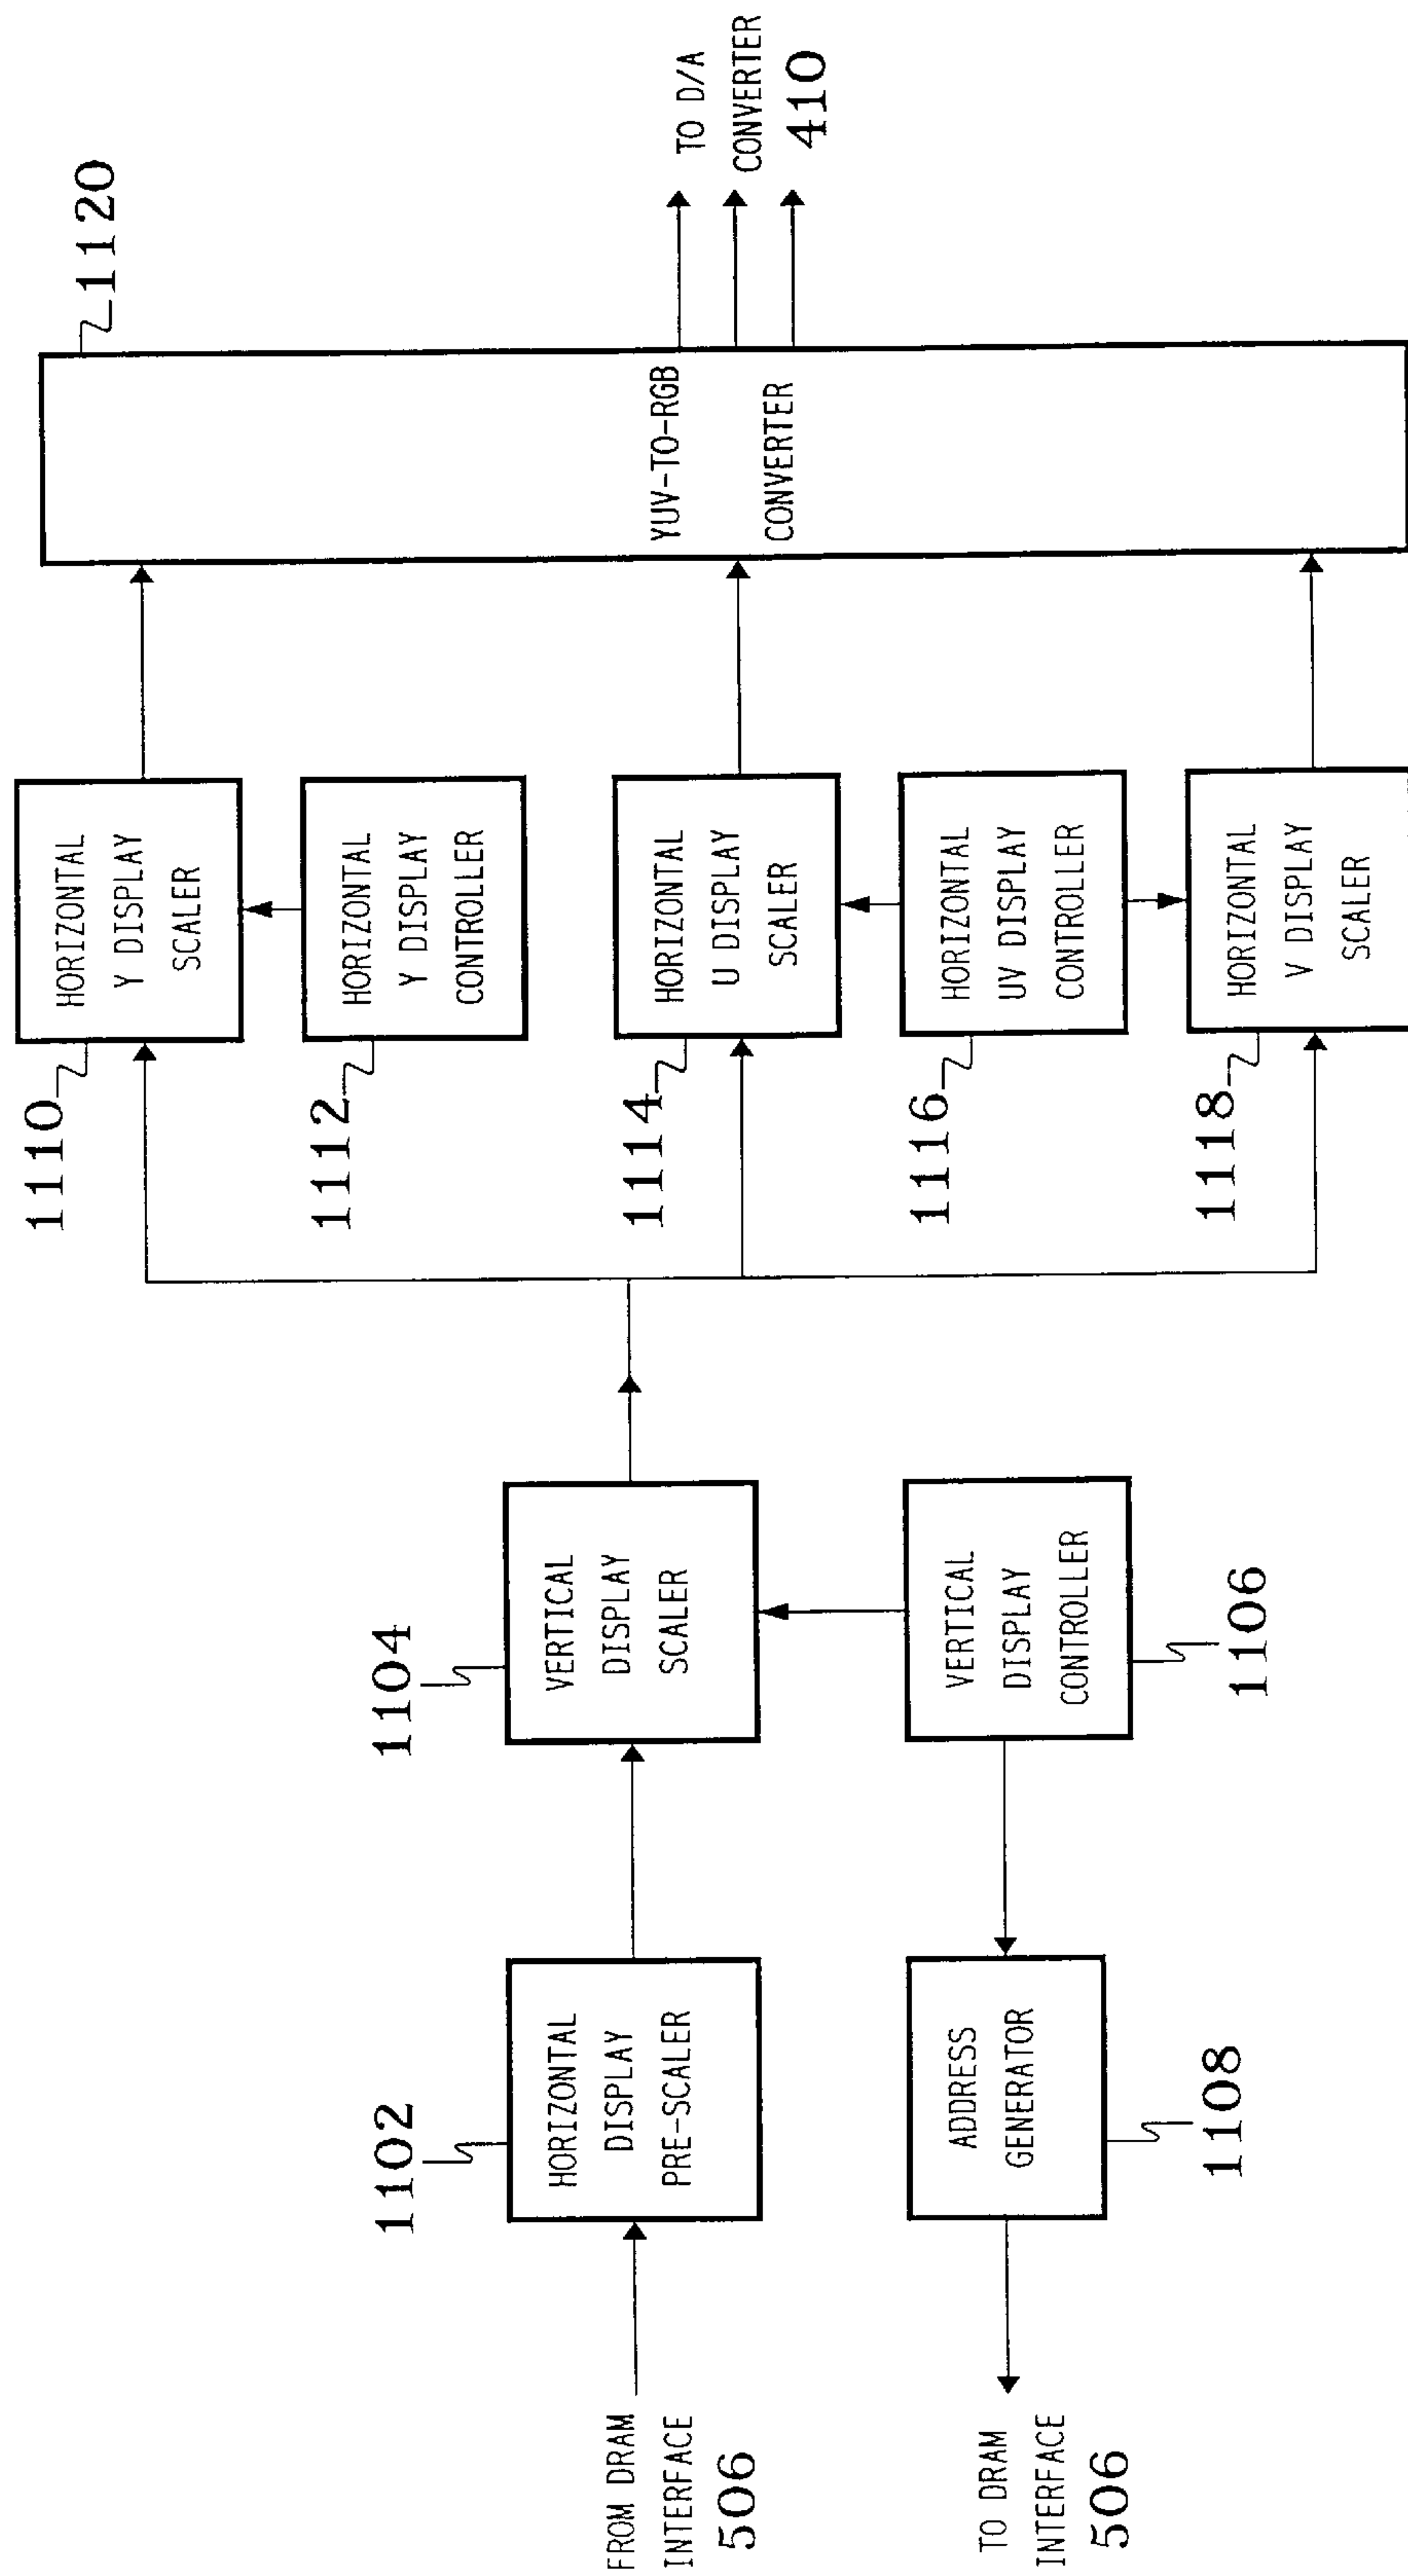 FROM DRAM
INTERFACE
506
1102
HORIZONTAL
DISPLAY
PRE-SCALER
1104
VERTICAL
DISPLAY
SCALER
TO DRAM
INTERFACE
506
ADDRESS
GENERATOR
1108
VERTICAL
DISPLAY
CONTROLLER
1106
1110
HORIZONTAL
Y DISPLAY
SCALER
1112
HORIZONTAL
Y DISPLAY
CONTROLLER
1114
HORIZONTAL
U DISPLAY
SCALER
1116
HORIZONTAL
UV DISPLAY
CONTROLLER
1118
HORIZONTAL
V DISPLAY
SCALER
1120
YUV-TO-RGB
CONVERTER
TO D/A
CONVERTER
410